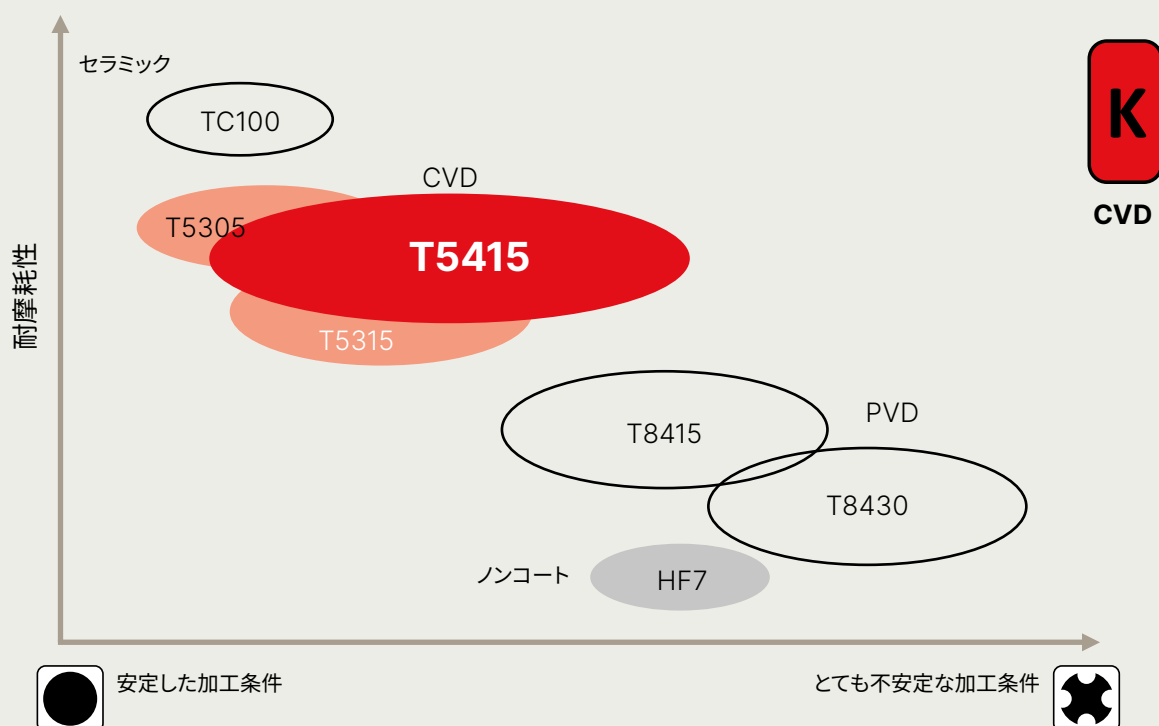 セラミック
TC100
K
CVD
CVD
T5305
T5415
T5315
耐摩耗性
T8415
PVD
T8430
ノンコート
HF7
安定した加工条件
とても不安定な加工条件